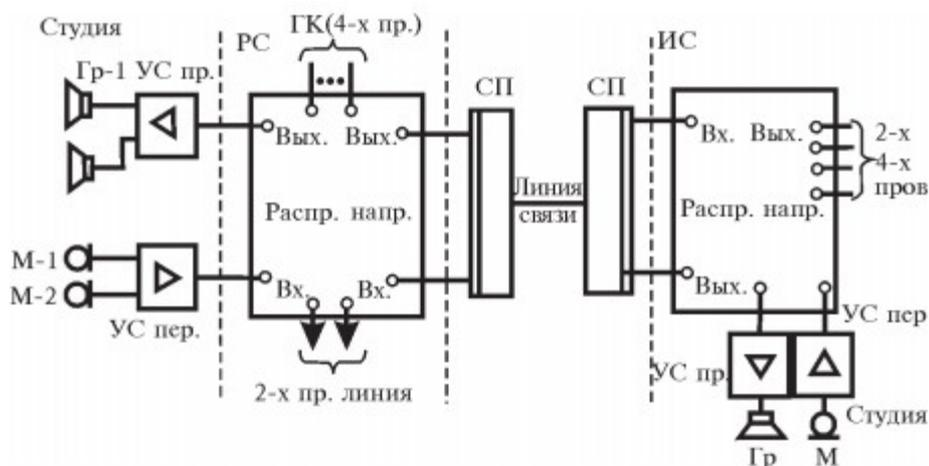 Студия
Гр-1 УС пр.
РС
ГК(4-х пр.)
СП
СП
ИС
Вых.
Вых.
Вх.
Вых.
2-х
4-х
пров
Распр. напр.
Линия
связи
Распр. напр.
М-1
М-2
УС пер.
Вх.
Вх.
Вых.
2-х пр. линия
УС пер
УС пр.
Студия
Гр
М